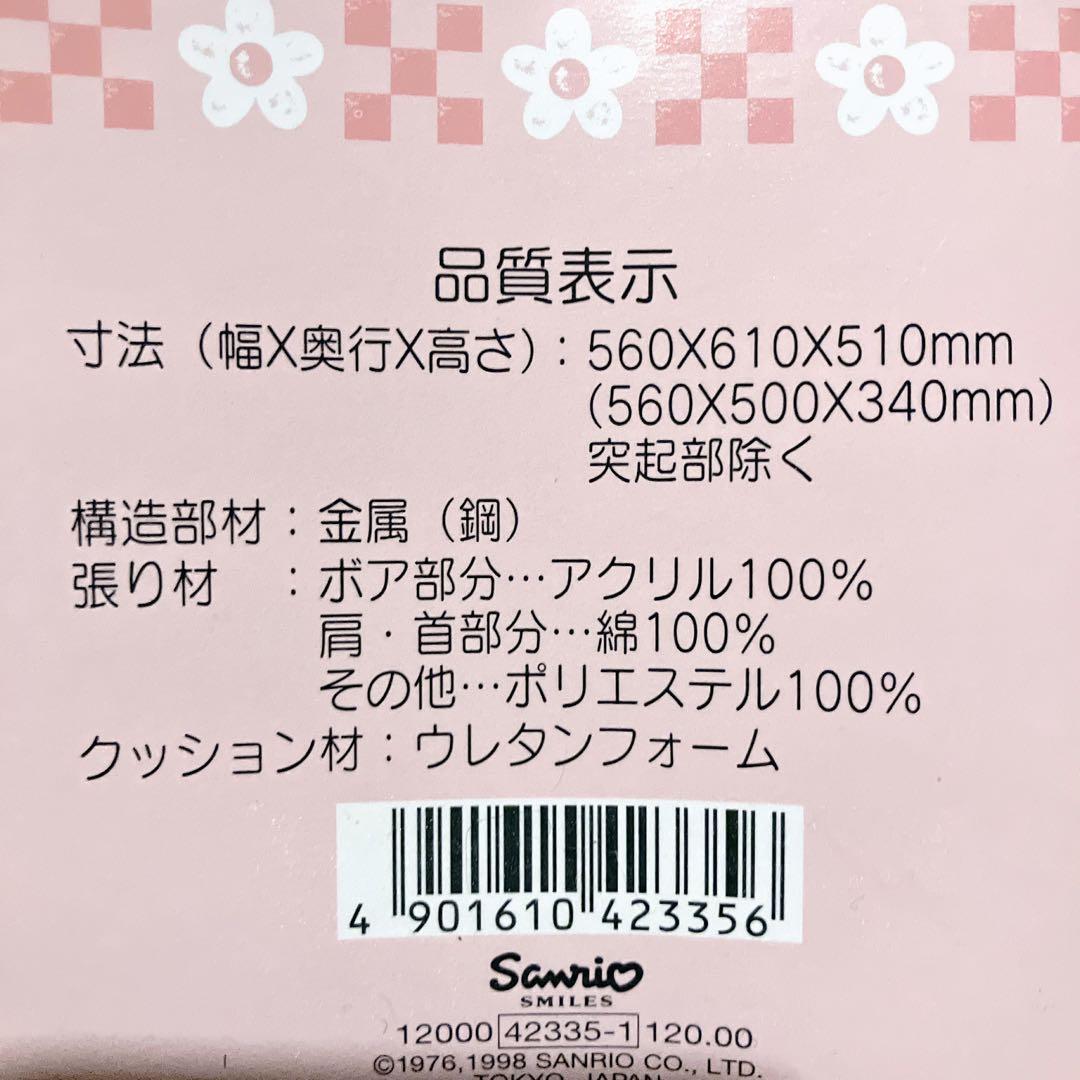 品質表示
寸法（幅X奥行X高さ）：560X610X510mm
(560X500X340mm)
突起部除く
構造部材：金属（鋼）
張り材　：ボア部分…アクリル100%
肩・首部分…綿100%
その他…ポリエステル100%
クッション材：ウレタンフォーム
4 901610 423356
Sanrio
SMILES
12000 42335-1 120.00
©1976,1998 SANRIO CO., LTD.
TOKYO, JAPAN